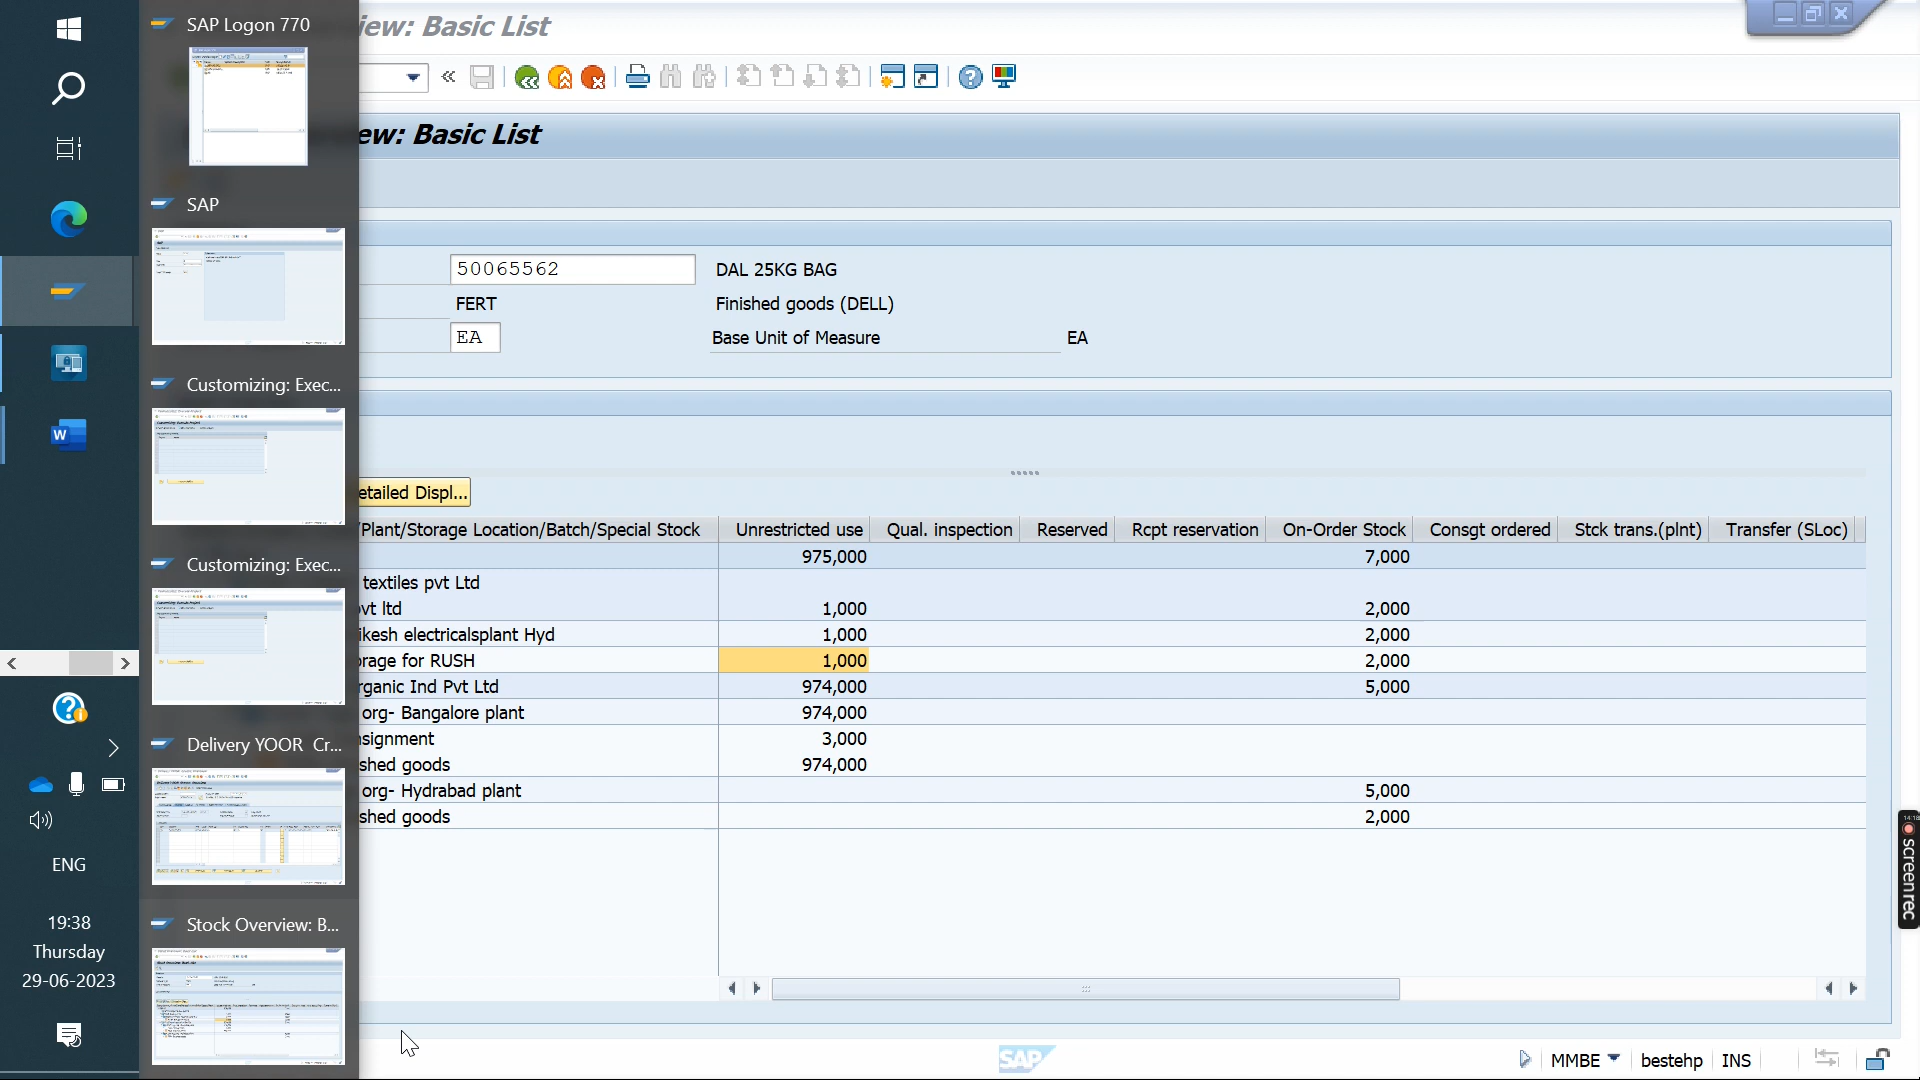 SAP Logon 770
iew: Basic List
ew: Basic List
SAP
50065562
DAL 25KG BAG
FERT
Finished goods (DELL)
EA
Base Unit of Measure
EA
Customizing: Exec...
etailed Displ...
/Plant/Storage Location/Batch/Special Stock
Unrestricted use
Qual. inspection
Reserved
Rcpt reservation
On-Order Stock
Consgt ordered
Stck trans.(plnt)
Transfer (SLoc)
975,000
7,000
textiles pvt Ltd
vt ltd
1,000
2,000
ikesh electricalsplant Hyd
1,000
2,000
orage for RUSH
1,000
2,000
rganic Ind Pvt Ltd
974,000
5,000
org- Bangalore plant
974,000
nsignment
3,000
shed goods
974,000
org- Hydrabad plant
5,000
shed goods
2,000
Customizing: Exec...
Delivery YOOR Cr...
Stock Overview: B...
ENG
19:38
Thursday
29-06-2023
14:18
screenrec
SAP
MMBE
bestehp
INS